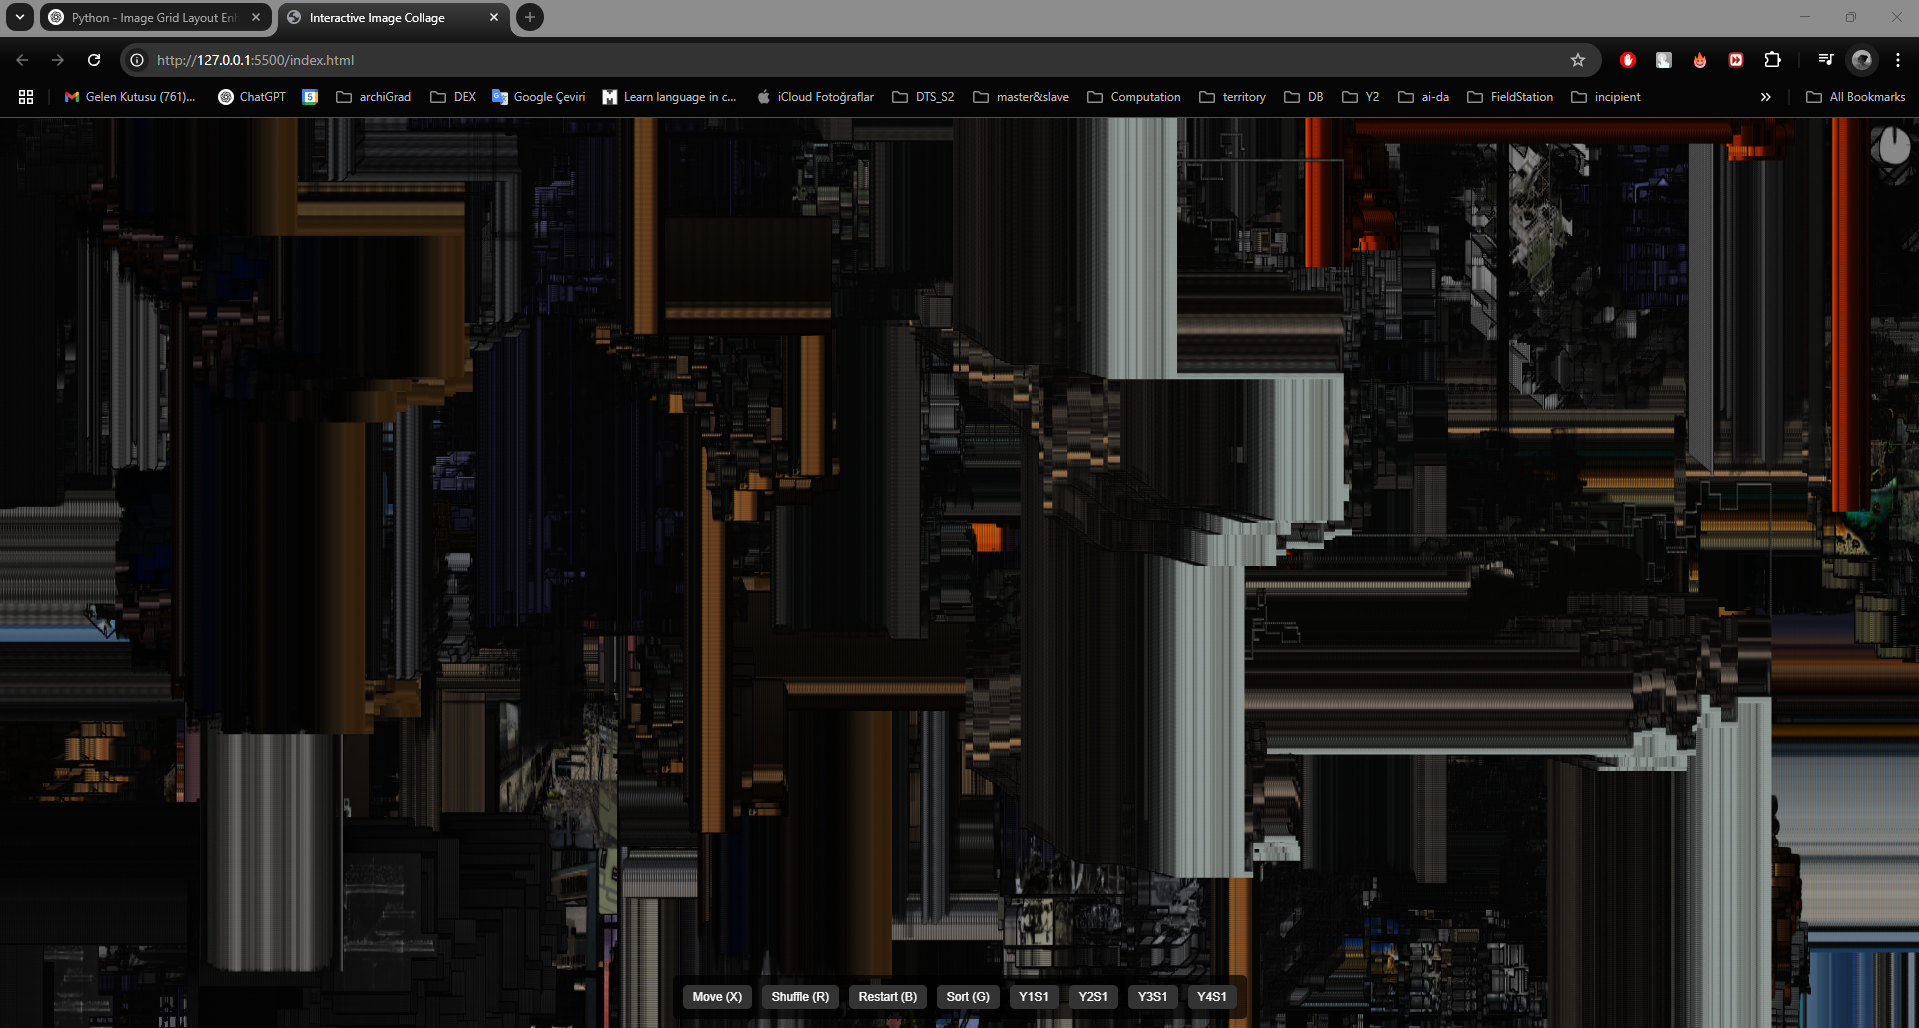 Python - Image Grid Layout Enh
Interactive Image Collage
http://127.0.0.1:5500/index.html
Gelen Kutusu (761)...
ChatGPT
5
archiGrad
DEX
Google Çeviri
Learn language in c...
iCloud Fotoğraflar
DTS_S2
master&slave
Computation
territory
DB
Y2
ai-da
FieldStation
incipient
All Bookmarks
Move (X)
Shuffle (R)
Restart (B)
Sort (G)
Y1S1
Y2S1
Y3S1
Y4S1